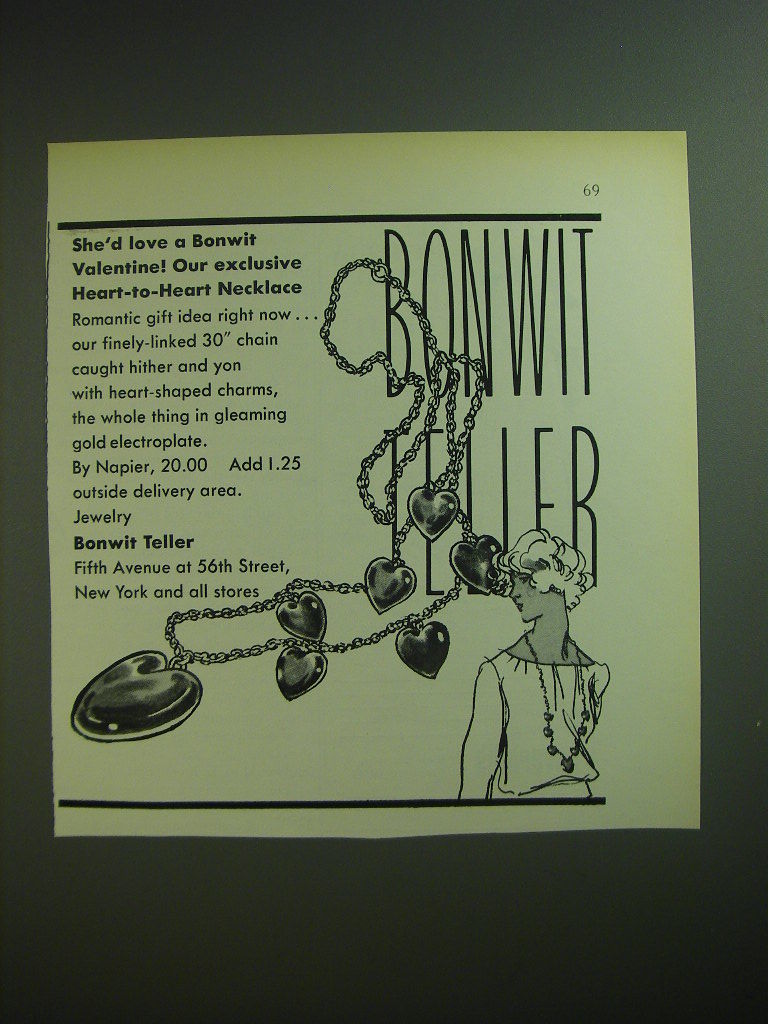 69
She'd love a Bonwit
Valentine! Our exclusive
Heart-to-Heart Necklace
Romantic gift idea right now . . .
our finely-linked 30" chain
caught hither and yon
with heart-shaped charms,
the whole thing in gleaming
gold electroplate.
By Napier, 20.00 Add 1.25
outside delivery area.
Jewelry
Bonwit Teller
Fifth Avenue at 56th Street,
New York and all stores
BONWIT
TELLER